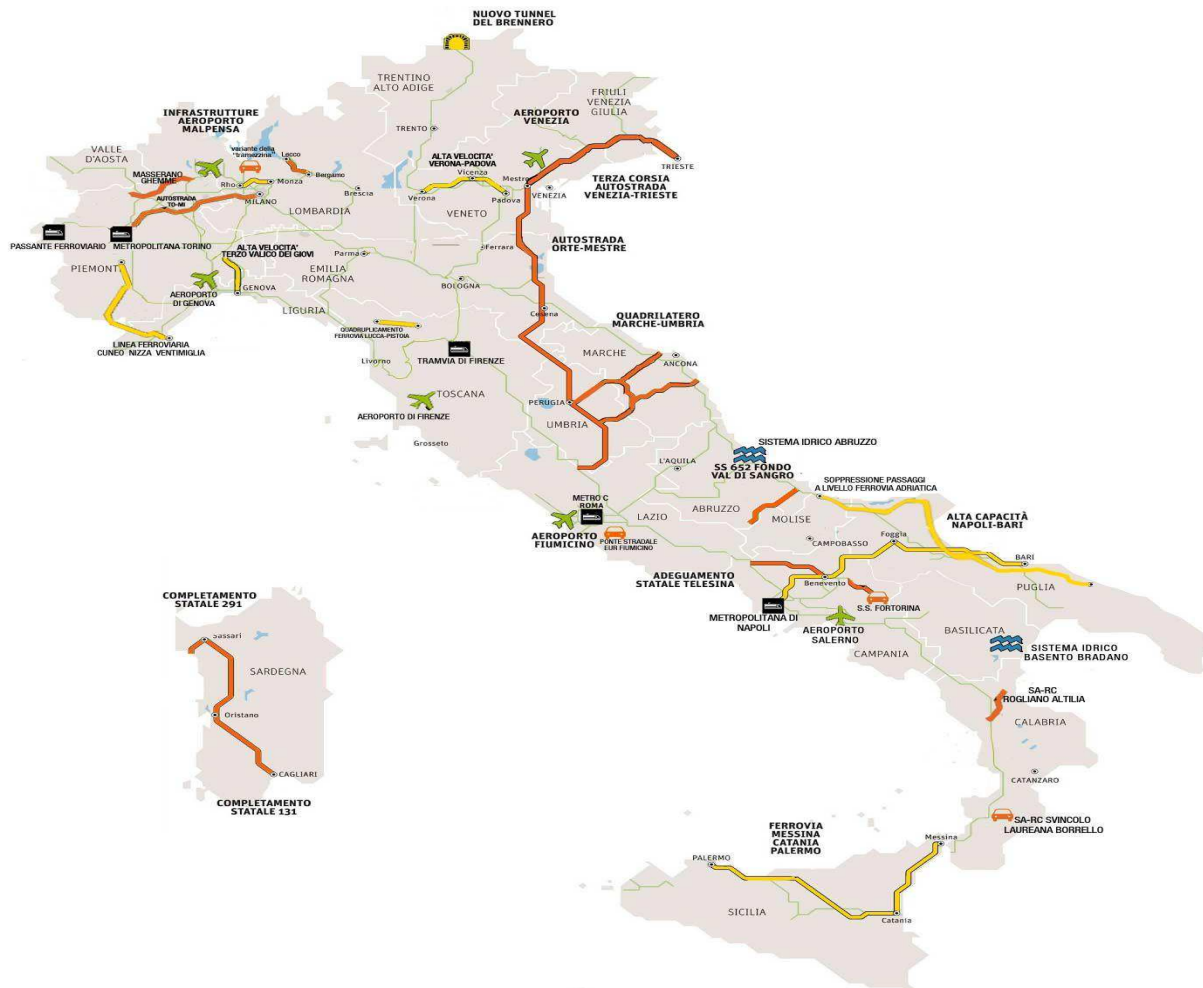 NUOVO TUNNEL
DEL BRENNERO
TRENTINO
ALTO ADIGE
FRIULI
VENEZIA
GIULIA
INFRASTRUTTURE
AEROPORTO
MALPENSA
AEROPORTO
VENEZIA
TRENTO
VALLE
D'AOSTA
variante della
"tramezzina"
Lecco
Bergamo
ALTA VELOCITA'
VERONA-PADOVA
Vicenza
Mestre
TRIESTE
MASSERANO
GHEMME
Rho
Monza
Brescia
Verona
Padova
VENEZIA
TERZA CORSIA
AUTOSTRADA
VENEZIA-TRIESTE
AUTOSTRADA
TO-MI
MILANO
LOMBARDIA
VENETO
PASSANTE FERROVIARIO
METROPOLITANA TORINO
ALTA VELOCITA'
TERZO VALICO DEI GIOVI
Parma
Ferrara
AUTOSTRADA
ORTE-MESTRE
PIEMONT
EMILIA
ROMAGNA
BOLOGNA
AEROPORTO
DI GENOVA
GENOVA
LIGURIA
Cesena
QUADRILATERO
MARCHE-UMBRIA
LINEA FERROVIARIA
CUNEO NIZZA VENTIMIGLIA
QUADRUPLICAMENTO
FERROVIA LUCCA-PISTOIA
Livorno
TRAMVIA DI FIRENZE
MARCHE
ANCONA
TOSCANA
PERUGIA
AEROPORTO DI FIRENZE
UMBRIA
Grosseto
SISTEMA IDRICO ABRUZZO
L'AQUILA
SS 652 FONDO
VAL DI SANGRO
SOPPRESSIONE PASSAGGI
A LIVELLO FERROVIA ADRIATICA
METRO C
ROMA
LAZIO
ABRUZZO
MOLISE
ALTA CAPACITÀ
NAPOLI-BARI
AEROPORTO
FIUMICINO
PONTE STRADALE
EUR FIUMICINO
CAMPOBASSO
Foggia
BARI
ADEGUAMENTO
STATALE TELESINA
Benevento
PUGLIA
COMPLETAMENTO
STATALE 291
METROPOLITANA DI
NAPOLI
S.S. FORTORINA
AEROPORTO
SALERNO
BASILICATA
Sassari
CAMPANIA
SISTEMA IDRICO
BASENTO BRADANO
SARDEGNA
SA-RC
ROGLIANO ALTILIA
Oristano
CALABRIA
CAGLIARI
CATANZARO
COMPLETAMENTO
STATALE 131
SA-RC SVINCOLO
LAUREANA BORRELLO
FERROVIA
MESSINA
CATANIA
PALERMO
Messina
PALERMO
SICILIA
Catania